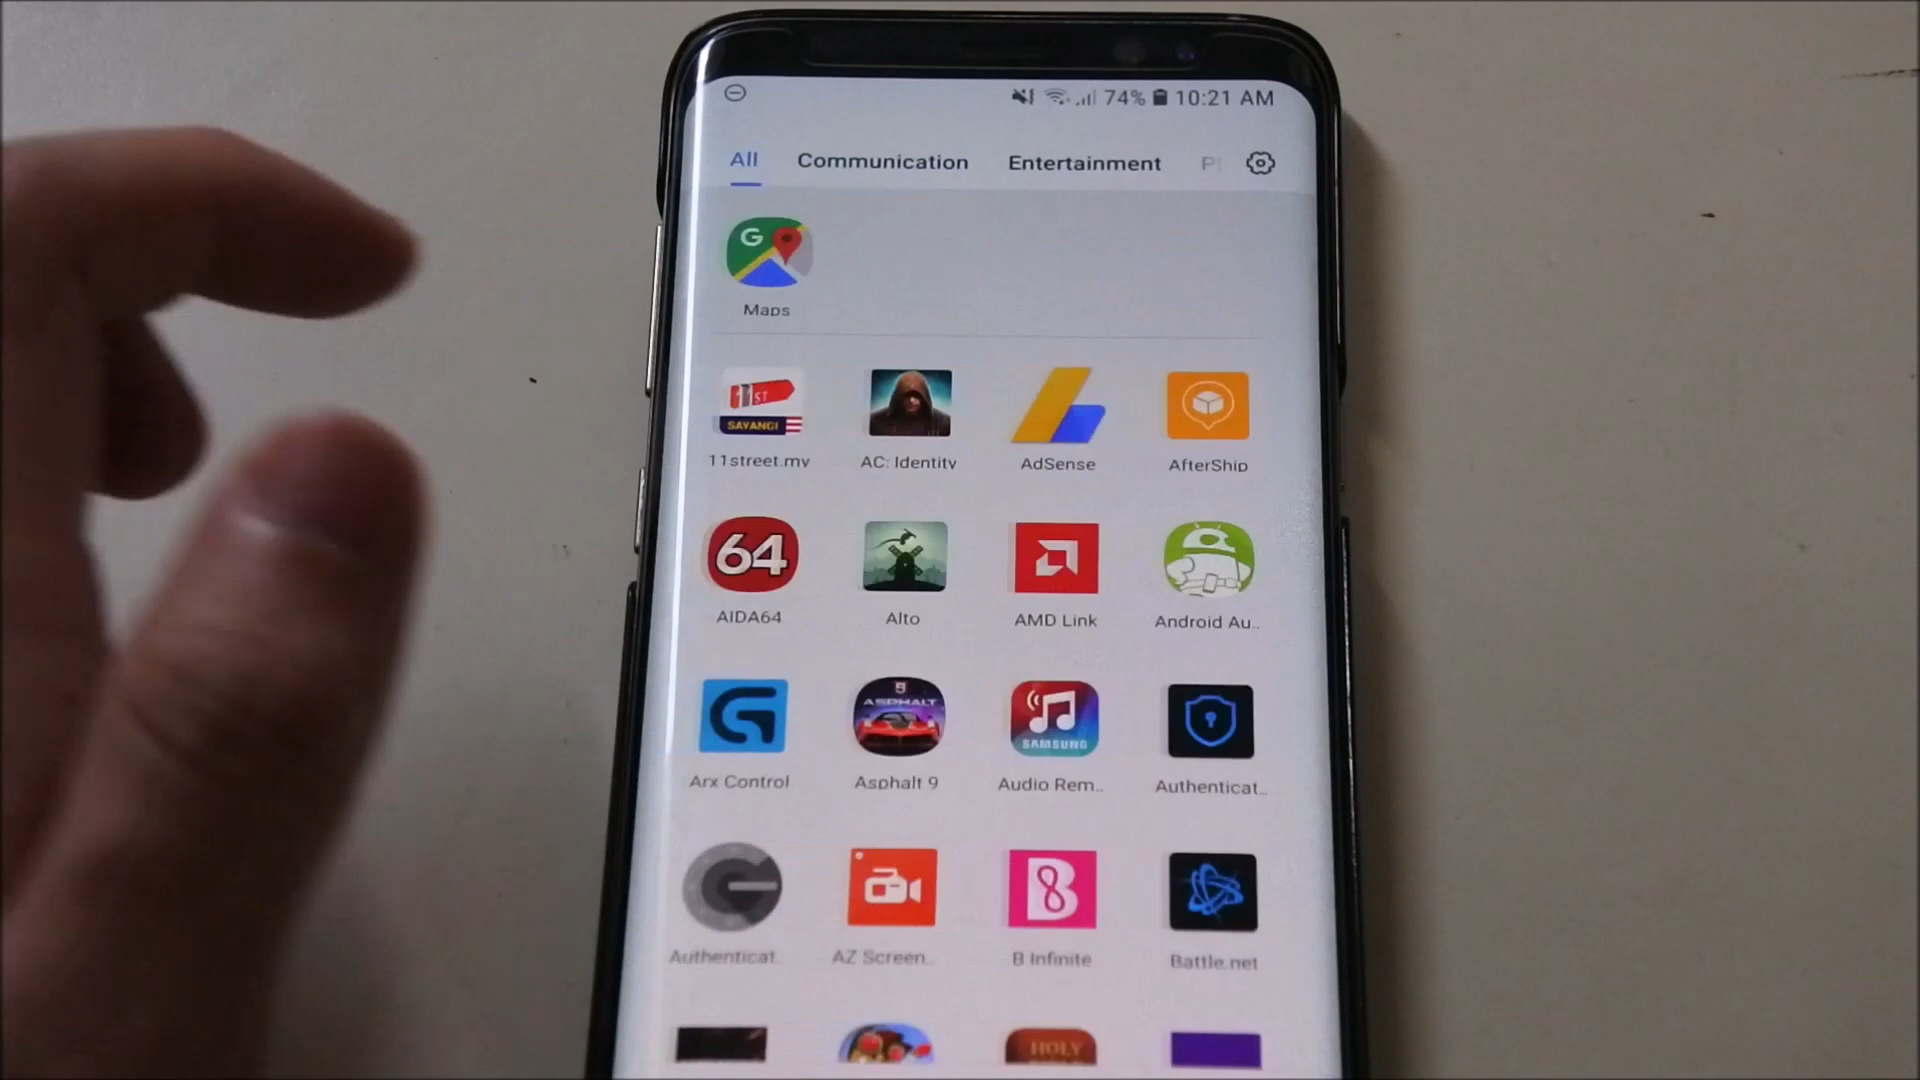 74% 10:21 AM
All Communication Entertainment
G
Maps
11ST
SAYANGI
11street.my AC: Identity AdSense AfterShip
64
AIDA64 Alto AMD Link Android Au..
9
ASPHALT
SAMSUNG
Arx Control Asphalt 9 Audio Rem.. Authenticat..
B
Authenticat.. AZ Screen.. B Infinite Battle.net
HOLY